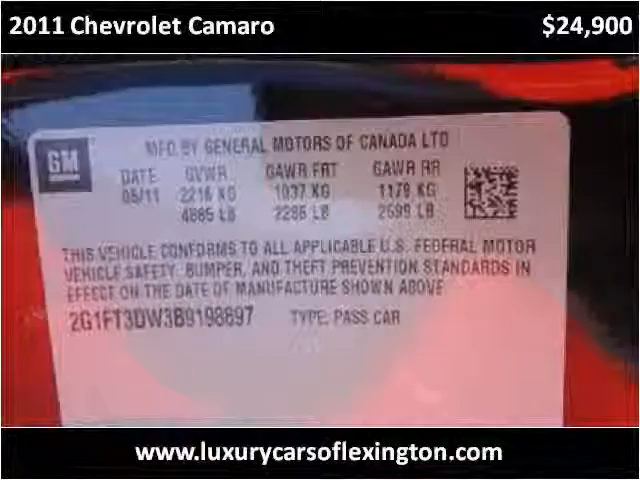 2011 Chevrolet Camaro $24,900
GM
MFD BY GENERAL MOTORS OF CANADA LTD
DATE GVWR GAWR FRT GAWR RR
05/11 2216 KG 1037 KG 1179 KG
4885 LB 2286 LB 2599 LB
THIS VEHICLE CONFORMS TO ALL APPLICABLE U.S. FEDERAL MOTOR
VEHICLE SAFETY, BUMPER, AND THEFT PREVENTION STANDARDS IN
EFFECT ON THE DATE OF MANUFACTURE SHOWN ABOVE
2G1FT3DW3B9198897 TYPE: PASS CAR
www.luxurycarsoflexington.com